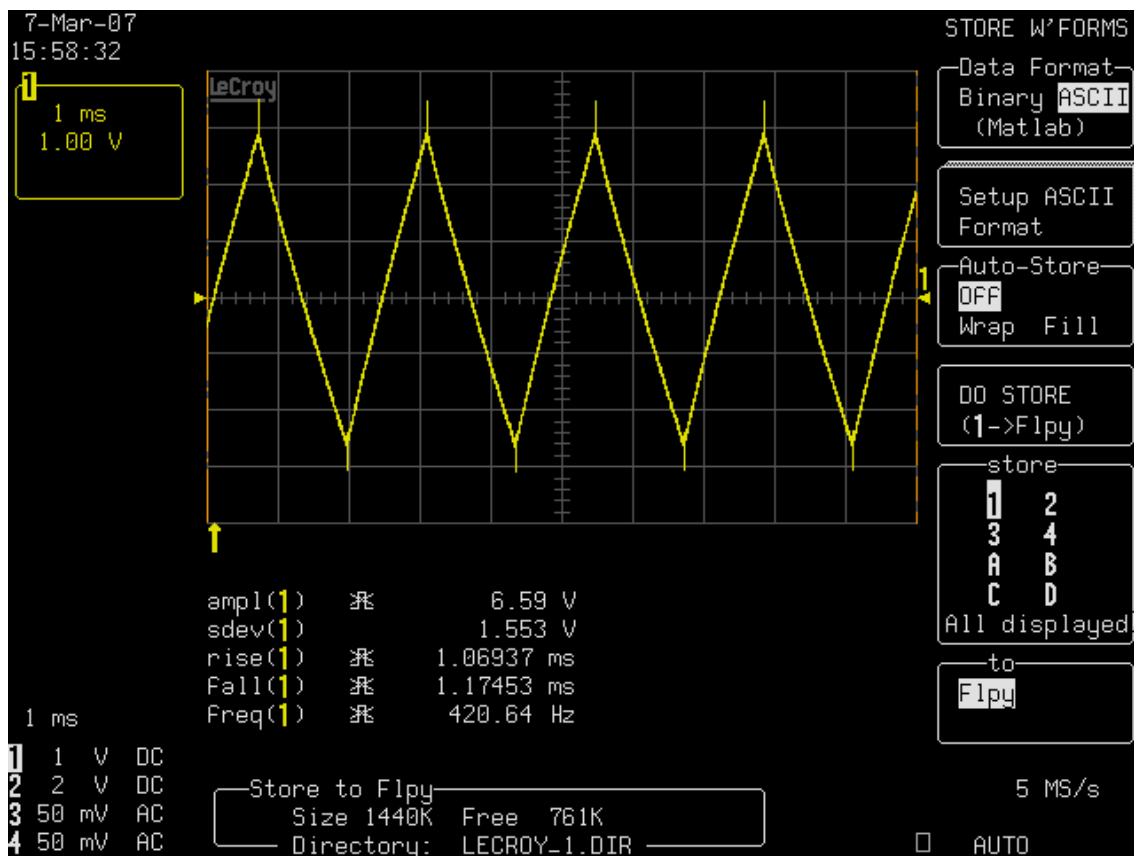 7-Mar-07
15:58:32
1
1 ms
1.00 V
LeCroy
1
STORE W'FORMS
Data Format
Binary ASCII
(Matlab)
Setup ASCII
Format
Auto-Store
OFF
Wrap Fill
DO STORE
(1->Flpy)
store
1 2
3 4
A B
C D
All displayed
to
Flpy
ampl(1) 6.59 V
sdev(1) 1.553 V
rise(1) 1.06937 ms
Fall(1) 1.17453 ms
Freq(1) 420.64 Hz
1 ms
1 1 V DC
2 2 V DC
3 50 mV AC
4 50 mV AC
Store to Flpy
Size 1440K Free 761K
Directory: LECROY_1.DIR
5 MS/s
AUTO